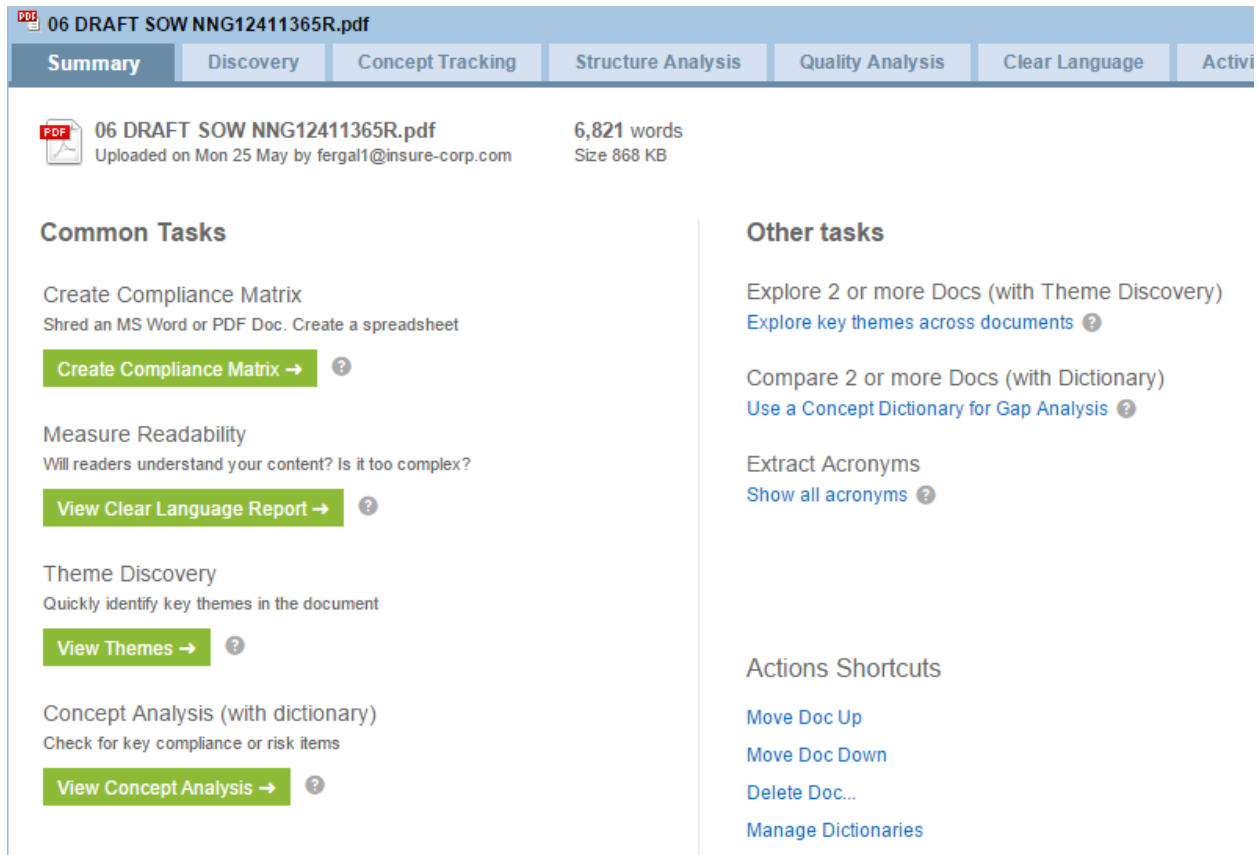 PDF
06 DRAFT SOW NNG12411365R.pdf
Summary
Discovery
Concept Tracking
Structure Analysis
Quality Analysis
Clear Language
Activi
PDF
06 DRAFT SOW NNG12411365R.pdf
Uploaded on Mon 25 May by fergal1@insure-corp.com
6,821 words
Size 868 KB
Common Tasks
Create Compliance Matrix
Shred an MS Word or PDF Doc. Create a spreadsheet
Create Compliance Matrix → ?
Measure Readability
Will readers understand your content? Is it too complex?
View Clear Language Report → ?
Theme Discovery
Quickly identify key themes in the document
View Themes → ?
Concept Analysis (with dictionary)
Check for key compliance or risk items
View Concept Analysis → ?
Other tasks
Explore 2 or more Docs (with Theme Discovery)
Explore key themes across documents ?
Compare 2 or more Docs (with Dictionary)
Use a Concept Dictionary for Gap Analysis ?
Extract Acronyms
Show all acronyms ?
Actions Shortcuts
Move Doc Up
Move Doc Down
Delete Doc...
Manage Dictionaries